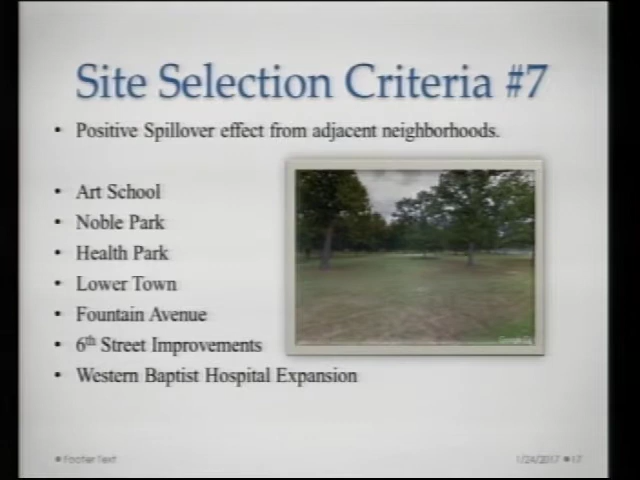 Site Selection Criteria #7
• Positive Spillover effect from adjacent neighborhoods.
• Art School
• Noble Park
• Health Park
• Lower Town
• Fountain Avenue
• 6th Street Improvements
• Western Baptist Hospital Expansion
Footer Text
1/24/2017 • 17